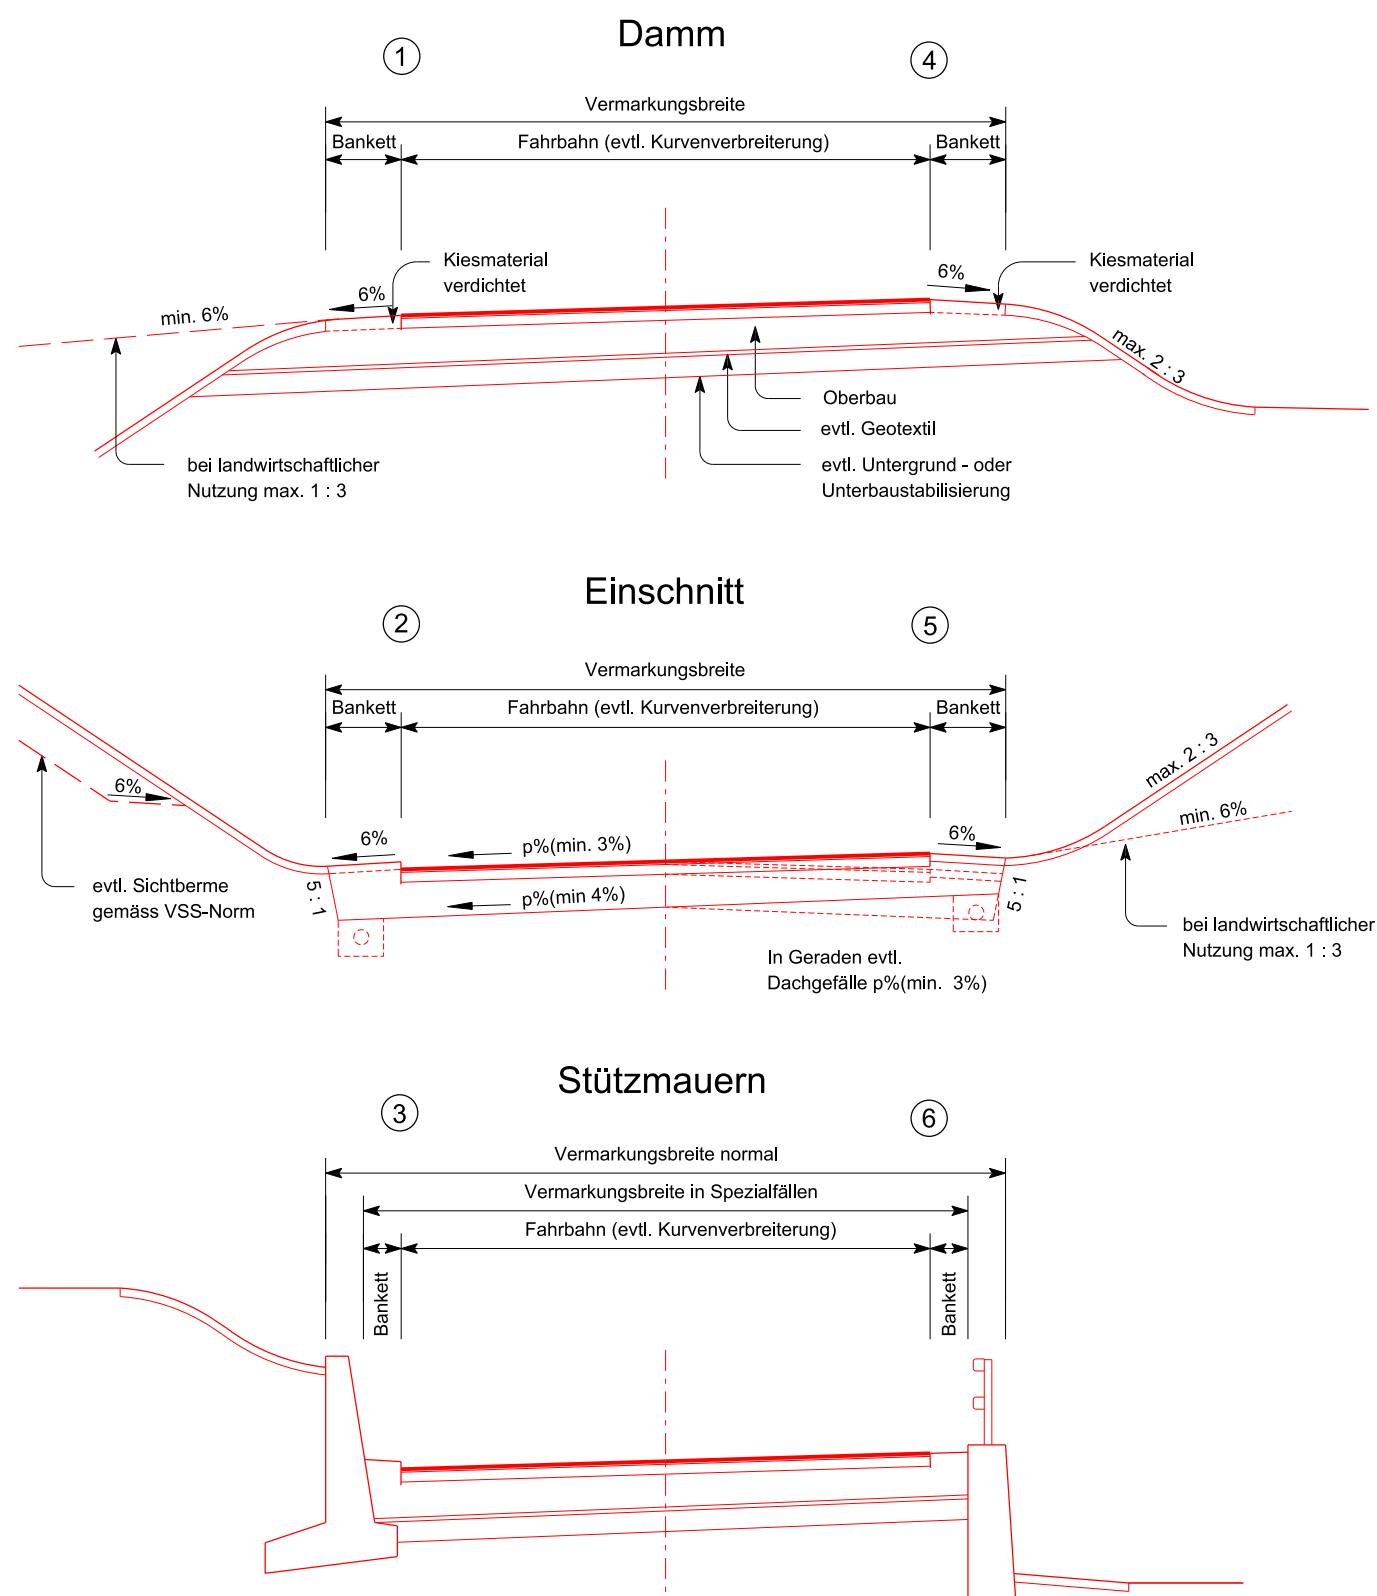 Damm
1
4
Vermarkungsbreite
Bankett
Fahrbahn (evtl. Kurvenverbreiterung)
Bankett
Kiesmaterial
verdichtet
6%
Kiesmaterial
verdichtet
6%
min. 6%
max. 2 : 3
Oberbau
evtl. Geotextil
bei landwirtschaftlicher
Nutzung max. 1 : 3
evtl. Untergrund - oder
Unterbaustabilisierung
Einschnitt
2
5
Vermarkungsbreite
Bankett
Fahrbahn (evtl. Kurvenverbreiterung)
Bankett
max. 2 : 3
6%
min. 6%
6%
p%(min. 3%)
6%
evtl. Sichtberme
gemäss VSS-Norm
5 : 1
p%(min 4%)
5 : 1
bei landwirtschaftlicher
Nutzung max. 1 : 3
In Geraden evtl.
Dachgefälle p%(min. 3%)
Stützmauern
3
6
Vermarkungsbreite normal
Vermarkungsbreite in Spezialfällen
Fahrbahn (evtl. Kurvenverbreiterung)
Bankett
Bankett